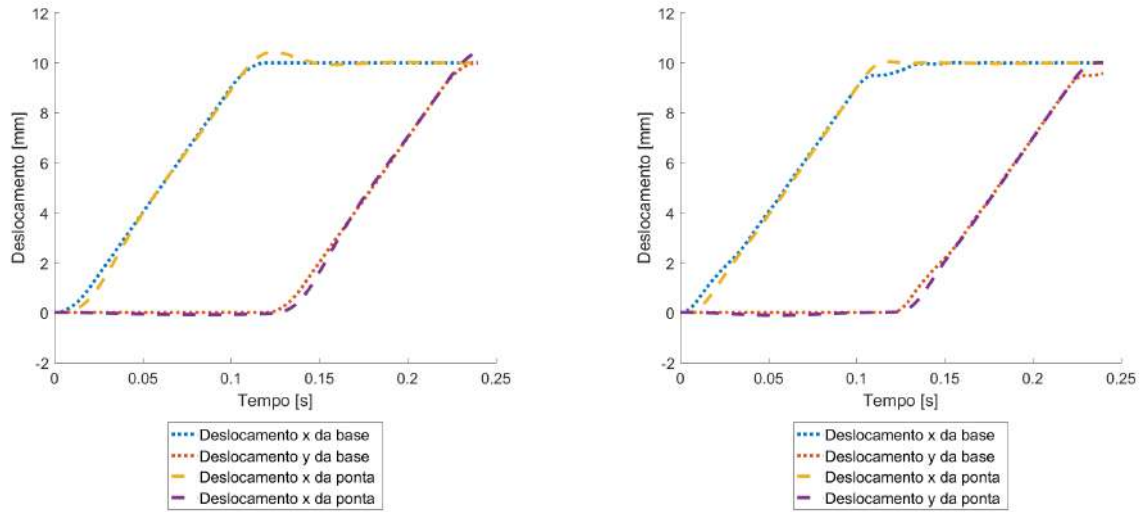 12
10
8
6
4
2
0
-2
Deslocamento [mm]
0 0.05 0.1 0.15 0.2 0.25
Tempo [s]
Deslocamento x da base
Deslocamento y da base
Deslocamento x da ponta
Deslocamento x da ponta
12
10
8
6
4
2
0
-2
Deslocamento [mm]
0 0.05 0.1 0.15 0.2 0.25
Tempo [s]
Deslocamento x da base
Deslocamento y da base
Deslocamento x da ponta
Deslocamento y da ponta